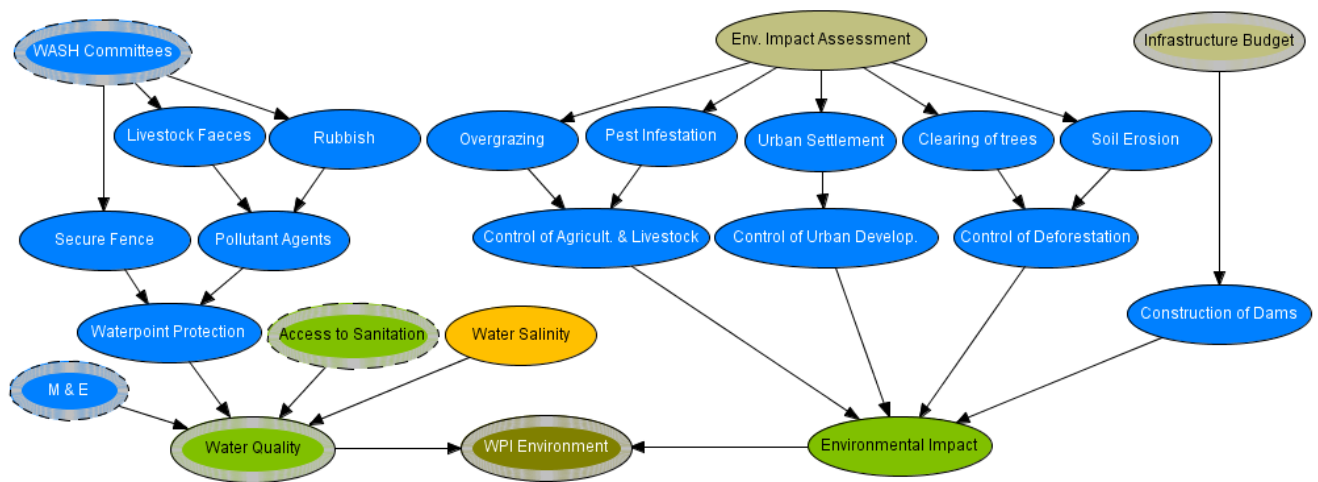 WASH Committees
Env. Impact Assessment
Infrastructure Budget
Livestock Faeces
Rubbish
Overgrazing
Pest Infestation
Urban Settlement
Clearing of trees
Soil Erosion
Secure Fence
Pollutant Agents
Control of Agricult. & Livestock
Control of Urban Develop.
Control of Deforestation
Waterpoint Protection
Access to Sanitation
Water Salinity
Construction of Dams
M & E
Water Quality
WPI Environment
Environmental Impact